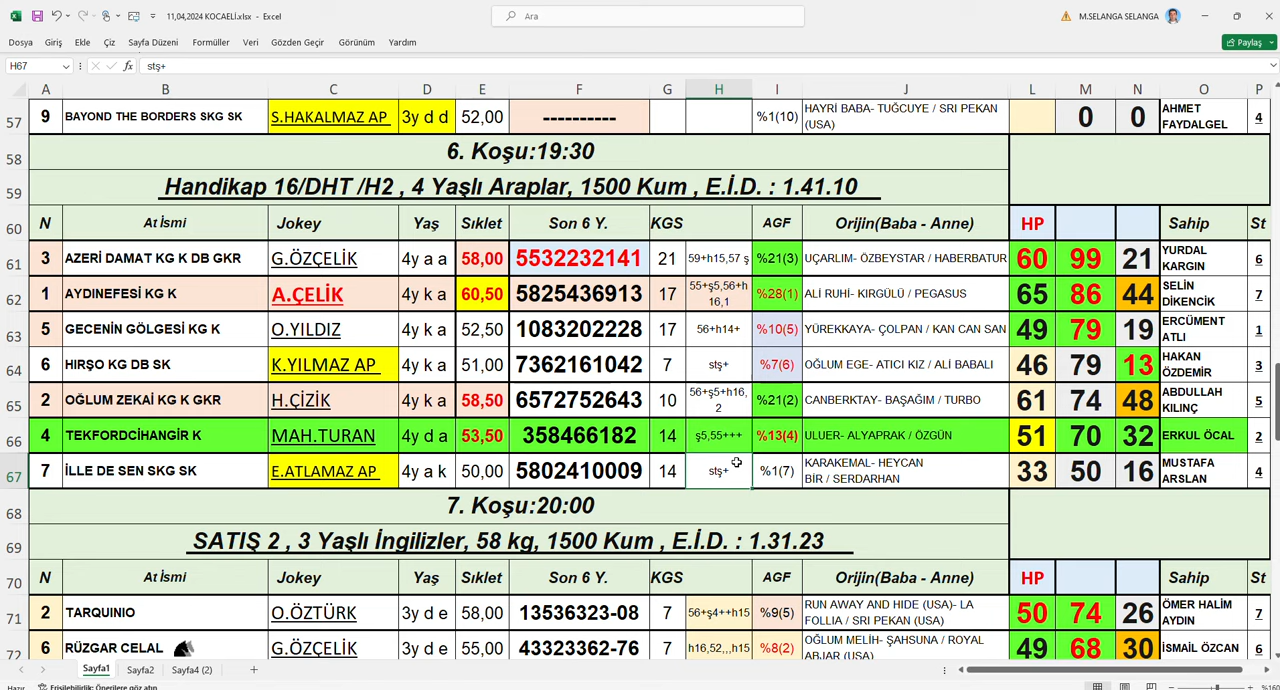 11,04,2024 KOCAELİ.xlsx - Excel
Ara
M.SELANGA SELANGA
Dosya Giriş Ekle Çiz Sayfa Düzeni Formüller Veri Gözden Geçir Görünüm Yardım
Paylaş
H67 fx stş+
A B C D E F G H I J L M N O P
57 9 BAYOND THE BORDERS SKG SK S.HAKALMAZ AP 3y d d 52,00 ---------- %1(10) HAYRİ BABA- TUĞCUYE / SRI PEKAN (USA) 0 0 AHMET FAYDALGEL 4
58 6. Koşu:19:30
59 Handikap 16/DHT /H2 , 4 Yaşlı Araplar, 1500 Kum , E.İ.D. : 1.41.10
60 N At İsmi Jokey Yaş Sıklet Son 6 Y. KGS AGF Orijin(Baba - Anne) HP Sahip St
61 3 AZERİ DAMAT KG K DB GKR G.ÖZÇELİK 4y a a 58,00 5532232141 21 59+h15,57 ş %21(3) UÇARLIM- ÖZBEYSTAR / HABERBATUR 60 99 21 YURDAL KARGIN 6
62 1 AYDINEFESİ KG K A.ÇELİK 4y k a 60,50 5825436913 17 55+ş5,56+h16,1 %28(1) ALİ RUHİ- KIRGÜLÜ / PEGASUS 65 86 44 SELİN DİKENCİK 7
63 5 GECENİN GÖLGESİ KG K O.YILDIZ 4y k a 52,50 1083202228 17 56+h14+ %10(5) YÜREKKAYA- ÇOLPAN / KAN CAN SAN 49 79 19 ERCÜMENT ATLI 1
64 6 HIRŞO KG DB SK K.YILMAZ AP 4y k a 51,00 7362161042 7 stş+ %7(6) OĞLUM EGE- ATICI KIZ / ALİ BABALI 46 79 13 HAKAN ÖZDEMİR 3
65 2 OĞLUM ZEKAİ KG K GKR H.ÇİZİK 4y k a 58,50 6572752643 10 56+ş5+h16,2 %21(2) CANBERKTAY- BAŞAĞIM / TURBO 61 74 48 ABDULLAH KILINÇ 5
66 4 TEKFORDCİHANGİR K MAH.TURAN 4y d a 53,50 358466182 14 ş5,55+++ %13(4) ULUER- ALYAPRAK / ÖZGÜN 51 70 32 ERKUL ÖCAL 2
67 7 İLLE DE SEN SKG SK E.ATLAMAZ AP 4y a k 50,00 5802410009 14 stş+ %1(7) KARAKEMAL- HEYCAN BİR / SERDARHAN 33 50 16 MUSTAFA ARSLAN 4
68 7. Koşu:20:00
69 SATIŞ 2 , 3 Yaşlı İngilizler, 58 kg, 1500 Kum , E.İ.D. : 1.31.23
70 N At İsmi Jokey Yaş Sıklet Son 6 Y. KGS AGF Orijin(Baba - Anne) HP Sahip St
71 2 TARQUINIO O.ÖZTÜRK 3y d e 58,00 13536323-08 7 56+ş4++h15 %9(5) RUN AWAY AND HIDE (USA)- LA FOLLIA / SRI PEKAN (USA) 50 74 26 ÖMER HALİM AYDIN 7
72 6 RÜZGAR CELAL G.ÖZÇELİK 3y d e 55,00 43323362-76 7 h16,52,,,h15 %8(2) OĞLUM MELİH- ŞAHSUNA / ROYAL ABJAR (USA) 49 68 30 İSMAİL ÖZCAN 6
Sayfa1 Sayfa2 Sayfa4 (2)
Hazır Erişilebilirlik: Önerilere göz atın %160